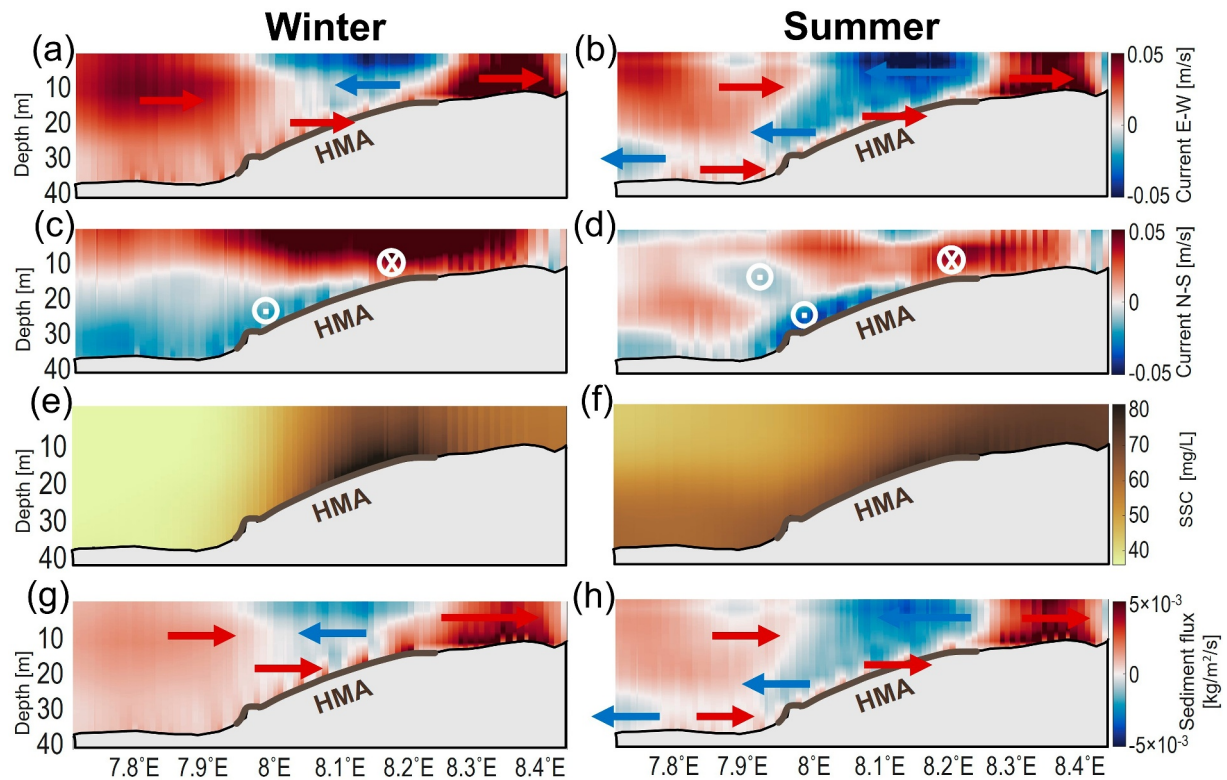 Winter Summer
(a) (b)
Depth [m] 10 20 30 40 HMA HMA 0.05 0 -0.05 Current E-W [m/s]
(c) (d)
Depth [m] 10 20 30 40 HMA HMA 0.05 0 -0.05 Current N-S [m/s]
(e) (f)
Depth [m] 10 20 30 40 HMA HMA 80 70 60 50 40 SSC [mg/L]
(g) (h)
Depth [m] 10 20 30 40 HMA HMA 5×10⁻³ 0 -5×10⁻³ Sediment flux
[kg/m²/s]
7.8°E 7.9°E 8°E 8.1°E 8.2°E 8.3°E 8.4°E 7.8°E 7.9°E 8°E 8.1°E 8.2°E 8.3°E 8.4°E